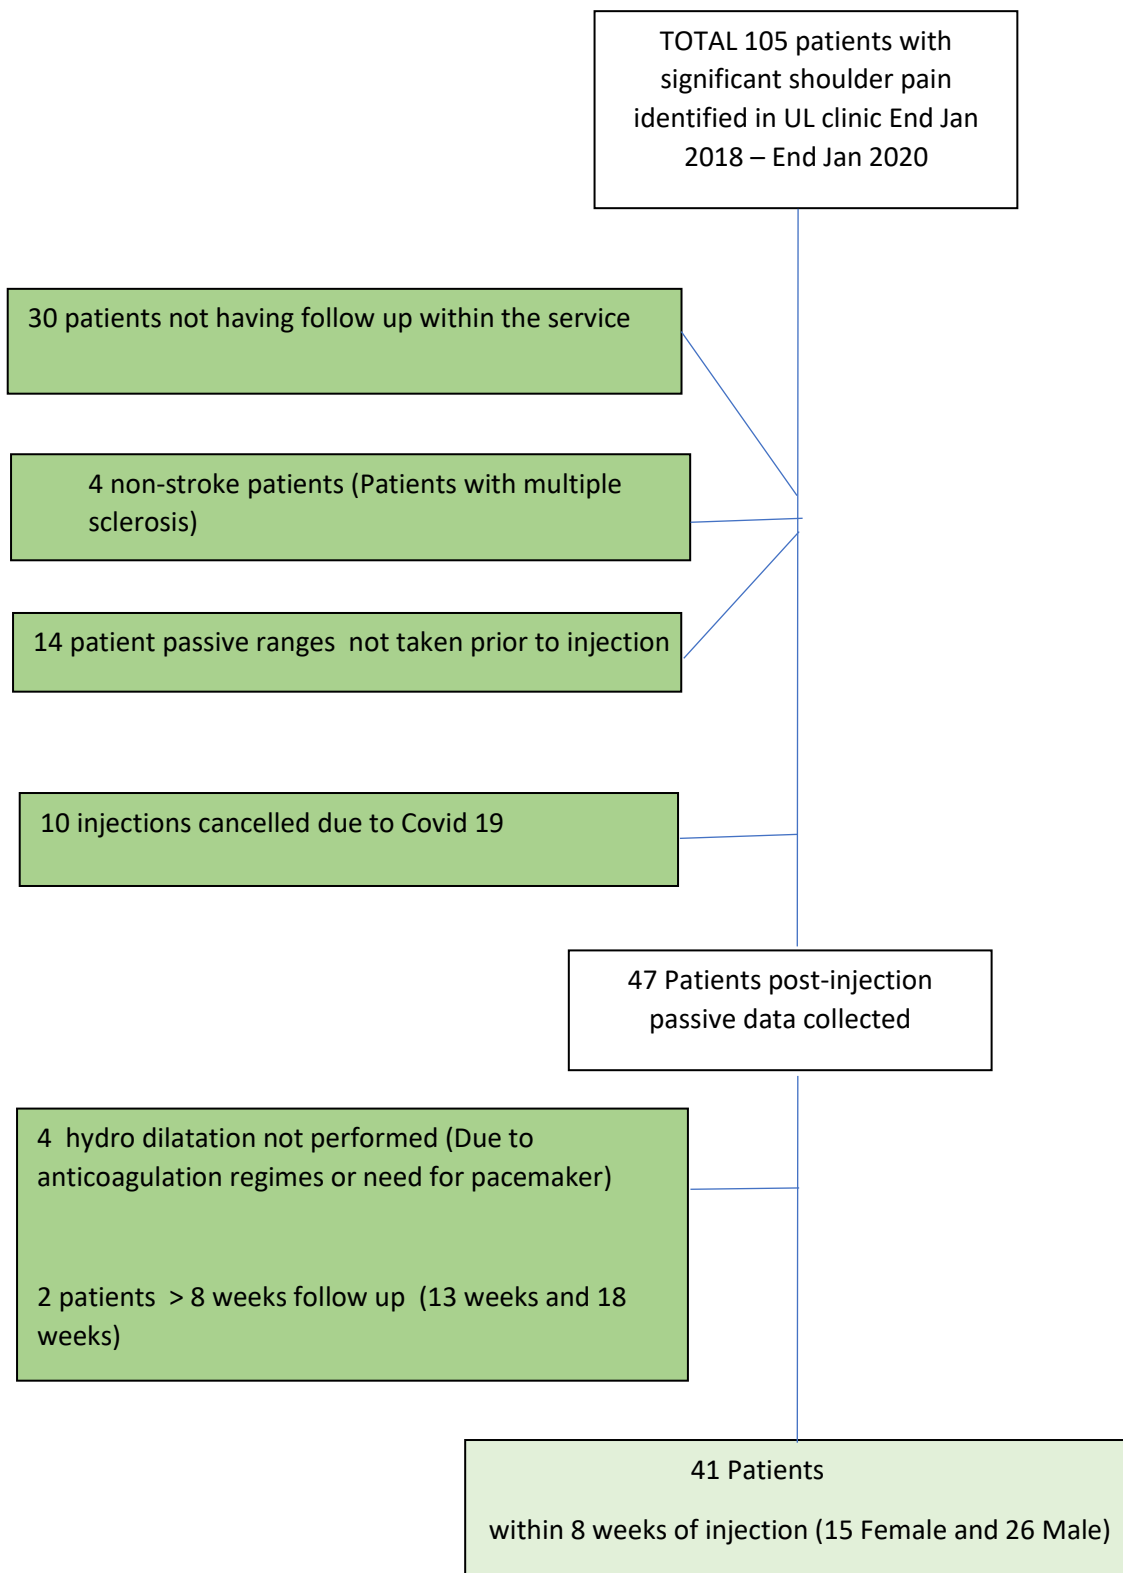 TOTAL 105 patients with
significant shoulder pain
identified in UL clinic End Jan
2018 – End Jan 2020
30 patients not having follow up within the service
4 non-stroke patients (Patients with multiple
sclerosis)
14 patient passive ranges  not taken prior to injection
10 injections cancelled due to Covid 19
47 Patients post-injection
passive data collected
4  hydro dilatation not performed (Due to
anticoagulation regimes or need for pacemaker)
2 patients  > 8 weeks follow up  (13 weeks and 18
weeks)
41 Patients
within 8 weeks of injection (15 Female and 26 Male)